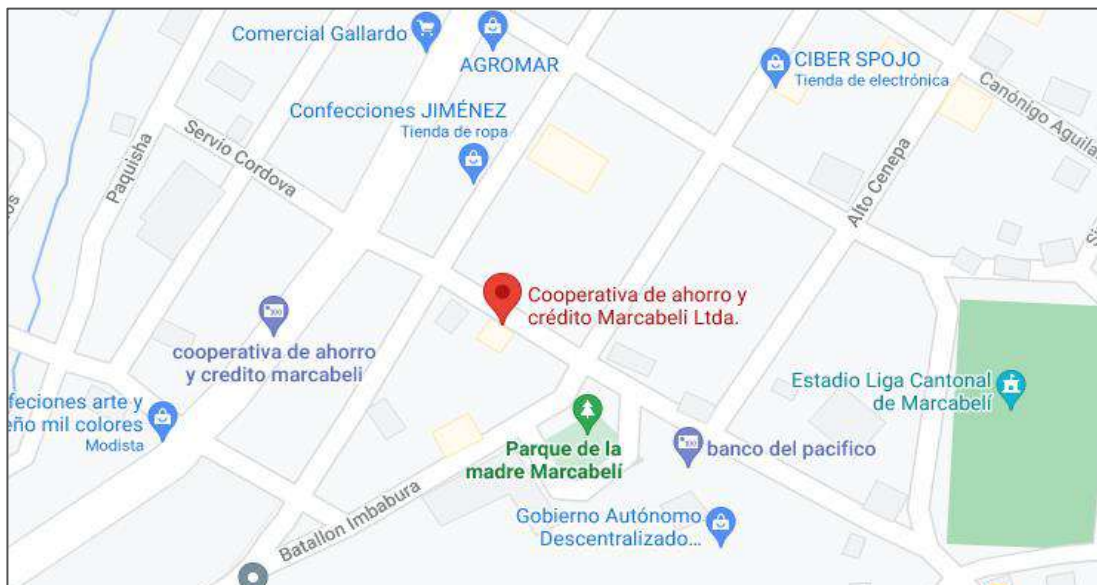 Comercial Gallardo
AGROMAR
CIBER SPOJO
Tienda de electrónica
Canónigo Aguila
Confecciones JIMÉNEZ
Tienda de ropa
Paquisha
Servio Cordova
Alto Cenepa
os
Cooperativa de ahorro y
crédito Marcabeli Ltda.
cooperativa de ahorro
y credito marcabeli
Estadio Liga Cantonal
de Marcabelí
feciones arte y
eño mil colores
Modista
Parque de la
madre Marcabelí
banco del pacifico
Batallon Imbabura
Gobierno Autónomo
Descentralizado...